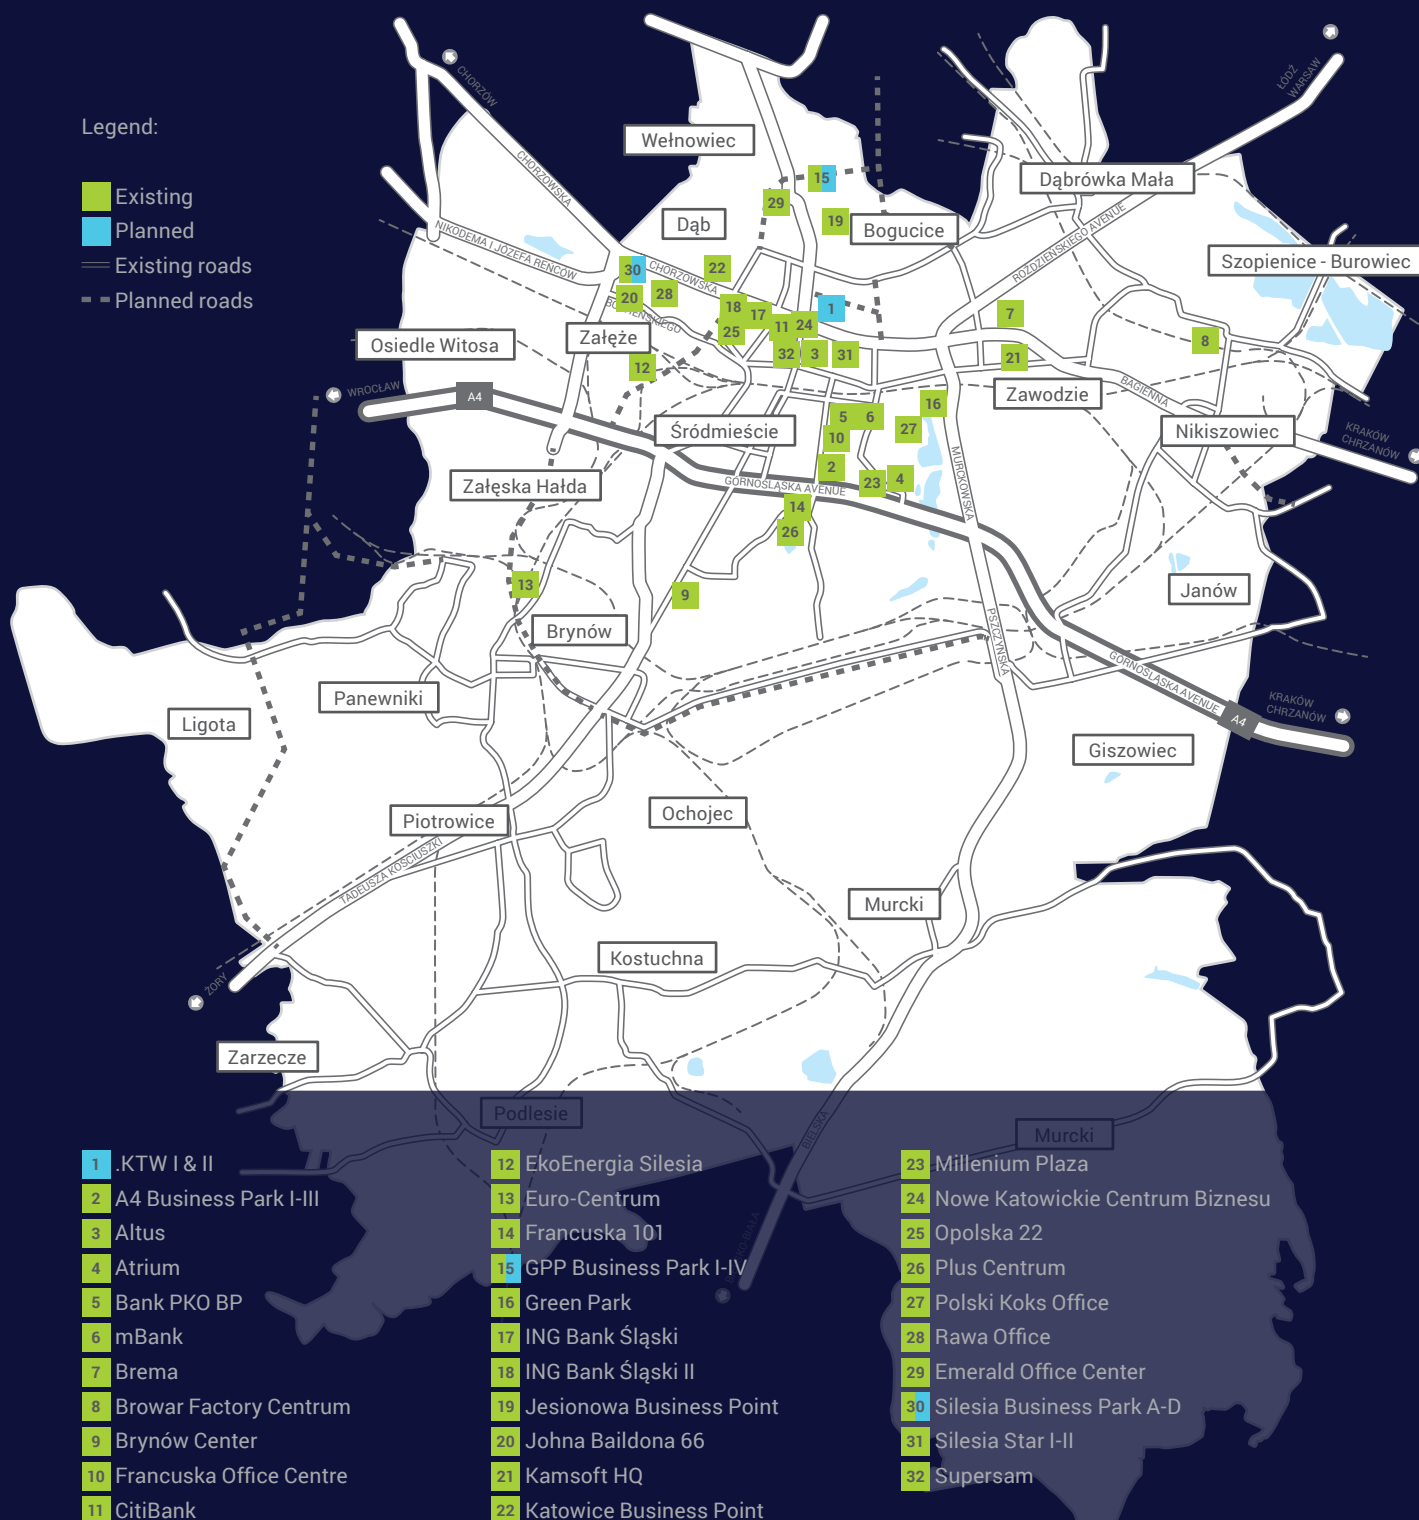 Legend:
Existing
Planned
Existing roads
Planned roads
CHORZÓW
ŁÓDŹ
WARSAW
Wełnowiec
CHORZOWSKA
15
Dąbrówka Mała
29
Dąb
19
Bogucice
ROŹDZIEŃSKIEGO AVENUE
NIKODEMA I JÓZEFA RENCÓW
Szopienice - Burowiec
30
CHORZOWSKA
22
20
28
18
17
1
7
25
11
24
Załęże
Osiedle Witosa
8
32
3
31
21
12
WROCŁAW
A4
Zawodzie
BAGIENNA
16
5
6
Śródmieście
27
10
Nikiszowiec
KRAKÓW
CHRZANÓW
2
Załęska Hałda
GÓRNOŚLĄSKA AVENUE
23
4
MURCKOWSKA
14
26
13
9
Janów
Brynów
PSZCZYŃSKA
GÓRNOŚLĄSKA AVENUE
Panewniki
Ligota
A4
KRAKÓW
CHRZANÓW
Giszowiec
Piotrowice
Ochojec
TADEUSZA KOŚCIUSZKI
Murcki
Kostuchna
ŻORY
Zarzecze
Podlesie
Murcki
BIELSKA
1 .KTW I & II
2 A4 Business Park I-III
3 Altus
4 Atrium
5 Bank PKO BP
6 mBank
7 Brema
8 Browar Factory Centrum
9 Brynów Center
10 Francuska Office Centre
11 CitiBank
12 EkoEnergia Silesia
13 Euro-Centrum
14 Francuska 101
15 GPP Business Park I-IV
16 Green Park
17 ING Bank Śląski
18 ING Bank Śląski II
19 Jesionowa Business Point
20 Johna Baildona 66
21 Kamsoft HQ
22 Katowice Business Point
23 Millenium Plaza
24 Nowe Katowickie Centrum Biznesu
25 Opolska 22
26 Plus Centrum
27 Polski Koks Office
28 Rawa Office
29 Emerald Office Center
30 Silesia Business Park A-D
31 Silesia Star I-II
32 Supersam